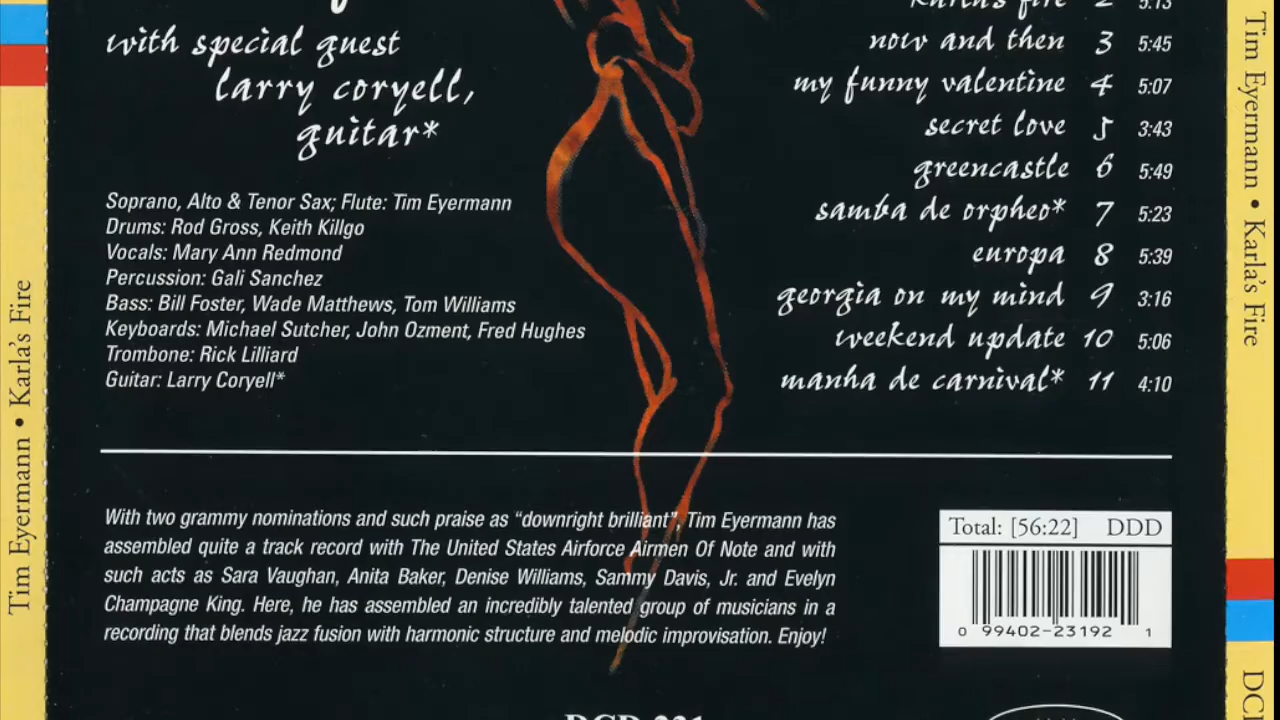 with special guest
larry coryell,
guitar*
Soprano, Alto & Tenor Sax; Flute: Tim Eyermann
Drums: Rod Gross, Keith Killgo
Vocals: Mary Ann Redmond
Percussion: Gali Sanchez
Bass: Bill Foster, Wade Matthews, Tom Williams
Keyboards: Michael Sutcher, John Ozment, Fred Hughes
Trombone: Rick Lilliard
Guitar: Larry Coryell*
karla's fire 2 5:13
now and then 3 5:45
my funny valentine 4 5:07
secret love 5 3:43
greencastle 6 5:49
samba de orpheo* 7 5:23
europa 8 5:39
georgia on my mind 9 3:16
weekend update 10 5:06
manha de carnival* 11 4:10
With two grammy nominations and such praise as “downright brilliant”, Tim Eyermann has
assembled quite a track record with The United States Airforce Airmen Of Note and with
such acts as Sara Vaughan, Anita Baker, Denise Williams, Sammy Davis, Jr. and Evelyn
Champagne King. Here, he has assembled an incredibly talented group of musicians in a
recording that blends jazz fusion with harmonic structure and melodic improvisation. Enjoy!
Total: [56:22] DDD
0 99402-23192 1
Tim Eyermann • Karla's Fire
Tim Eyermann • Karla's Fire